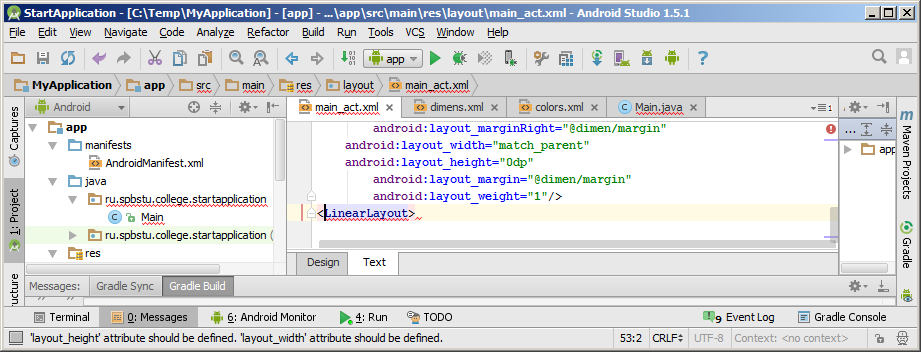 StartApplication - [C:\Temp\MyApplication] - [app] - ...\app\src\main\res\layout\main_act.xml - Android Studio 1.5.1
File Edit View Navigate Code Analyze Refactor Build Run Tools VCS Window Help
app
MyApplication app src main res layout main_act.xml
Captures
1: Project
ructure
Android
app
manifests
AndroidManifest.xml
java
ru.spbstu.college.startapplication
Main
ru.spbstu.college.startapplication (
res
main_act.xml dimens.xml colors.xml Main.java
android:layout_marginRight="@dimen/margin"
android:layout_width="match_parent"
android:layout_height="0dp"
android:layout_margin="@dimen/margin"
android:layout_weight="1"/>
<LinearLayout>
Design Text
app
Maven Projects
Gradle
Messages: Gradle Sync Gradle Build
Terminal 0: Messages 6: Android Monitor 4: Run TODO 9 Event Log Gradle Console
'layout_height' attribute should be defined. 'layout_width' attribute should be defined. 53:2 CRLF UTF-8 Context: <no context>